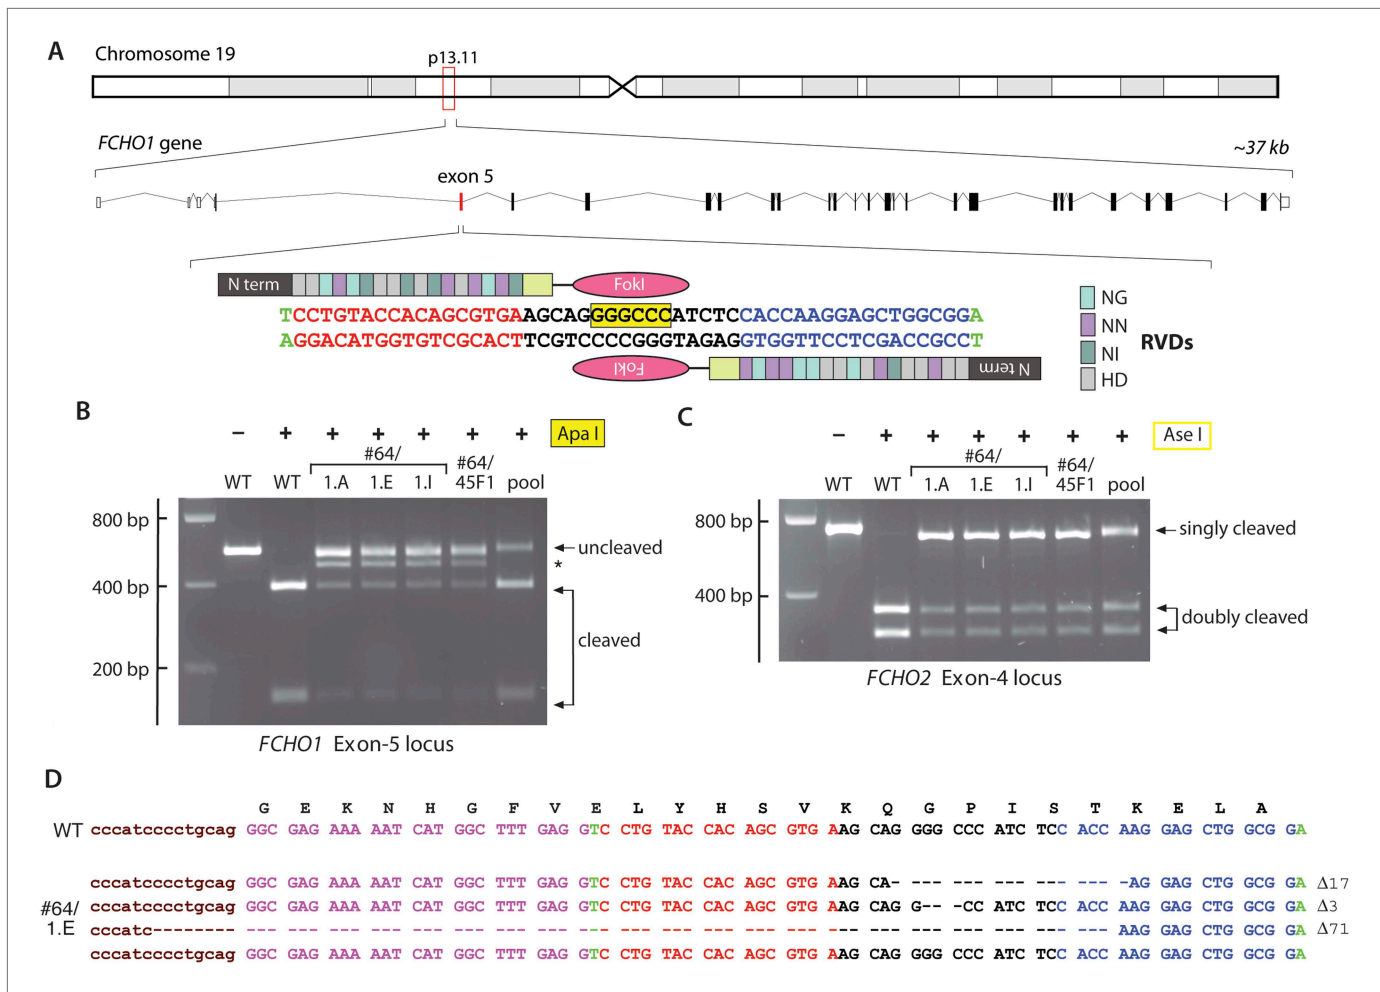 A
Chromosome 19
p13.11
FCHO1 gene
~37 kb
exon 5
N term
FokI
TCCTGTACCACAGCGTGAAGCAGGGGCCCATCTCCACCAAGGAGCTGGCGGA
AGGACATGGTGTCGCACTTCGTCCCCGGGTAGAGGTGGTTCCTCGACCGCCT
FokI
N term
NG
NN
NI
HD
RVDs
B
− + + + + + + Apa I
#64/
#64/
WT WT 1.A 1.E 1.I 45F1 pool
800 bp
400 bp
200 bp
uncleaved
*
cleaved
FCHO1 Exon-5 locus
C
− + + + + + + Ase I
#64/
#64/
WT WT 1.A 1.E 1.I 45F1 pool
800 bp
400 bp
singly cleaved
doubly cleaved
FCHO2 Exon-4 locus
D
G E K N H G F V E L Y H S V K Q G P I S T K E L A
WT cccatcccctgcag GGC GAG AAA AAT CAT GGC TTT GAG GTC CTG TAC CAC AGC GTG AAG CAG GGG CCC ATC TCC ACC AAG GAG CTG GCG GA
cccatcccctgcag GGC GAG AAA AAT CAT GGC TTT GAG GTC CTG TAC CAC AGC GTG AAG CA- --- --- --- --- --- -AG GAG CTG GCG GA Δ17
#64/
1.E
cccatcccctgcag GGC GAG AAA AAT CAT GGC TTT GAG GTC CTG TAC CAC AGC GTG AAG CAG G-- -CC ATC TCC ACC AAG GAG CTG GCG GA Δ3
cccatc-------- --- --- --- --- --- --- --- --- --- --- --- --- --- --- --- --- --- --- --- --- --- AAG GAG CTG GCG GA Δ71
cccatcccctgcag GGC GAG AAA AAT CAT GGC TTT GAG GTC CTG TAC CAC AGC GTG AAG CAG GGG CCC ATC TCC ACC AAG GAG CTG GCG GA